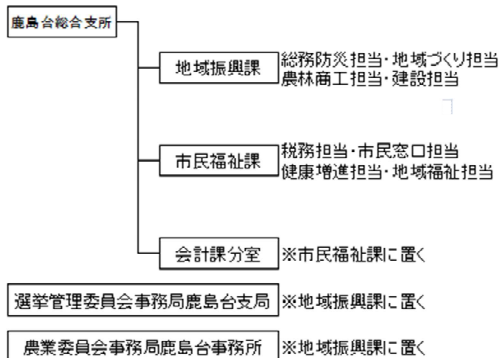 鹿島台総合支所
地域振興課
総務防災担当・地域づくり担当
農林商工担当・建設担当
市民福祉課
税務担当・市民窓口担当
健康増進担当・地域福祉担当
会計課分室
※市民福祉課に置く
選挙管理委員会事務局鹿島台支局
※地域振興課に置く
農業委員会事務局鹿島台事務所
※地域振興課に置く